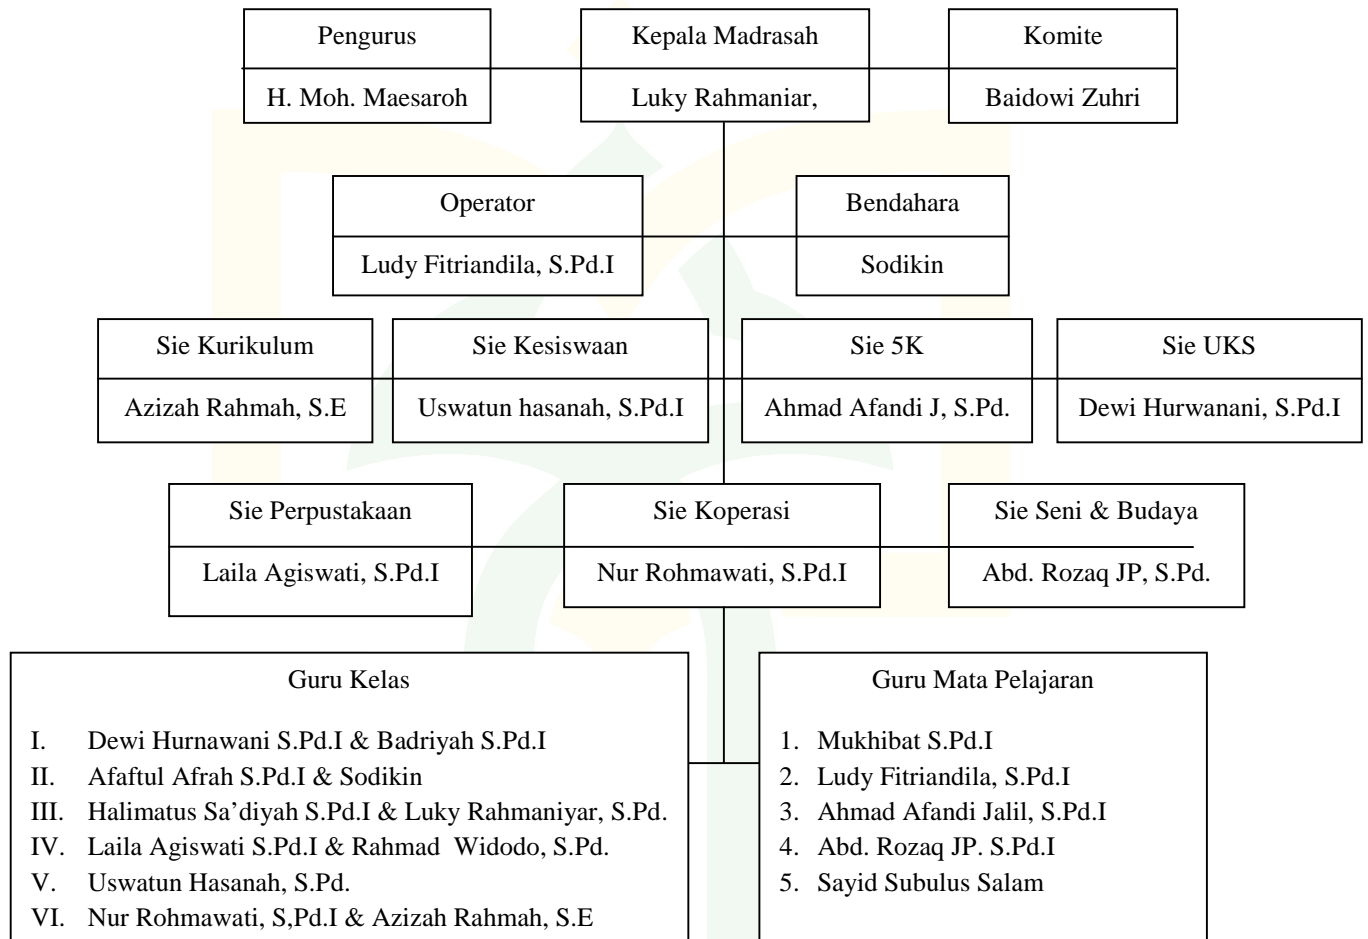 Pengurus
H. Moh. Maesaroh
Kepala Madrasah
Luky Rahmaniar,
Komite
Baidowi Zuhri
Operator
Ludy Fitriandila, S.Pd.I
Bendahara
Sodikin
Sie Kurikulum
Azizah Rahmah, S.E
Sie Kesiswaan
Uswatun hasanah, S.Pd.I
Sie 5K
Ahmad Afandi J, S.Pd.
Sie UKS
Dewi Hurwanani, S.Pd.I
Sie Perpustakaan
Laila Agiswati, S.Pd.I
Sie Koperasi
Nur Rohmawati, S.Pd.I
Sie Seni & Budaya
Abd. Rozaq JP, S.Pd.
Guru Kelas
I. Dewi Hurnawani S.Pd.I & Badriyah S.Pd.I
II. Afaftul Afrah S.Pd.I & Sodikin
III. Halimatus Sa’diyah S.Pd.I & Luky Rahmaniyar, S.Pd.
IV. Laila Agiswati S.Pd.I & Rahmad Widodo, S.Pd.
V. Uswatun Hasanah, S.Pd.
VI. Nur Rohmawati, S,Pd.I & Azizah Rahmah, S.E
Guru Mata Pelajaran
1. Mukhibat S.Pd.I
2. Ludy Fitriandila, S.Pd.I
3. Ahmad Afandi Jalil, S.Pd.I
4. Abd. Rozaq JP. S.Pd.I
5. Sayid Subulus Salam